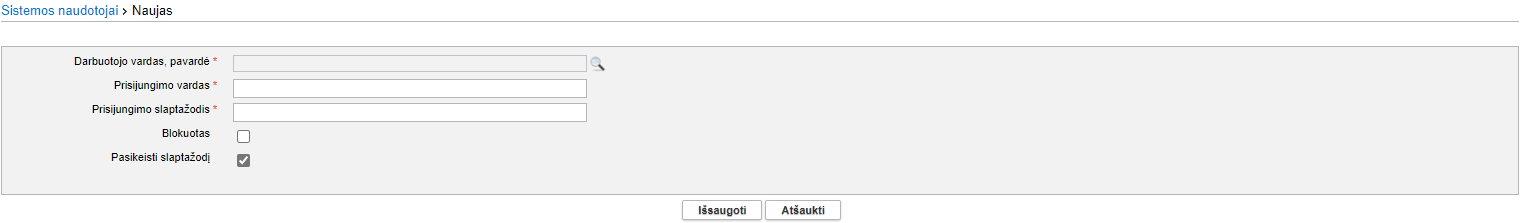 Sistemos naudotojai > Naujas
Darbuotojo vardas, pavardė *
Prisijungimo vardas *
Prisijungimo slaptažodis *
Blokuotas
Pasikeisti slaptažodį
Išsaugoti Atšaukti